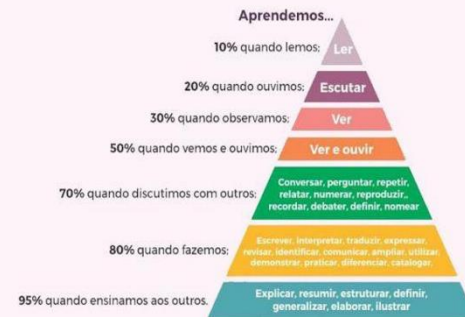 Aprendemos...
10% quando lemos;
Ler
20% quando ouvimos;
Escutar
30% quando observamos;
Ver
50% quando vemos e ouvimos;
Ver e ouvir
70% quando discutimos com outros;
Conversar, perguntar, repetir,
relatar, numerar, reproduzir,,
recordar, debater, definir, nomear
80% quando fazemos;
Escrever, interpretar, traduzir, expressar,
revisar, identificar, comunicar, ampliar, utilizar,
demonstrar, praticar, diferenciar, catalogar,
95% quando ensinamos aos outros.
Explicar, resumir, estruturar, definir,
generalizar, elaborar, ilustrar